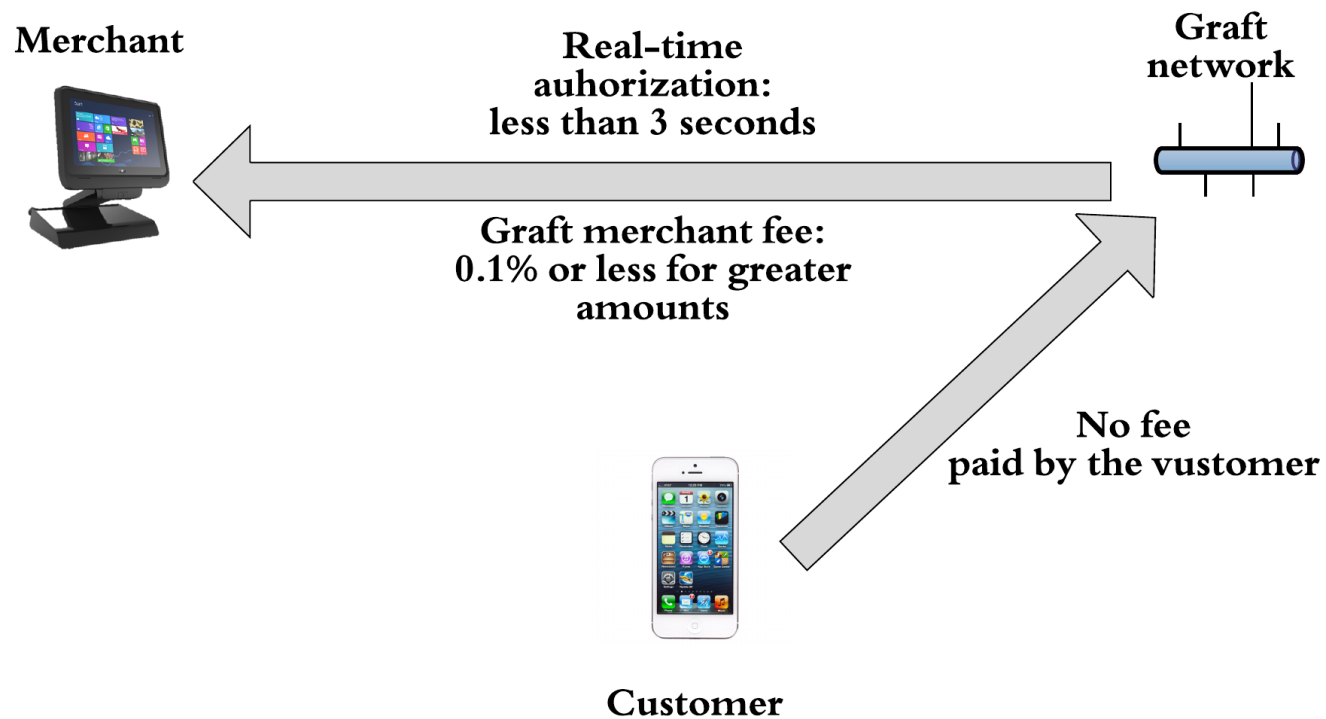 Merchant
Real-time
auhorization:
less than 3 seconds
Graft
network
Graft merchant fee:
0.1% or less for greater
amounts
No fee
paid by the vustomer
Customer